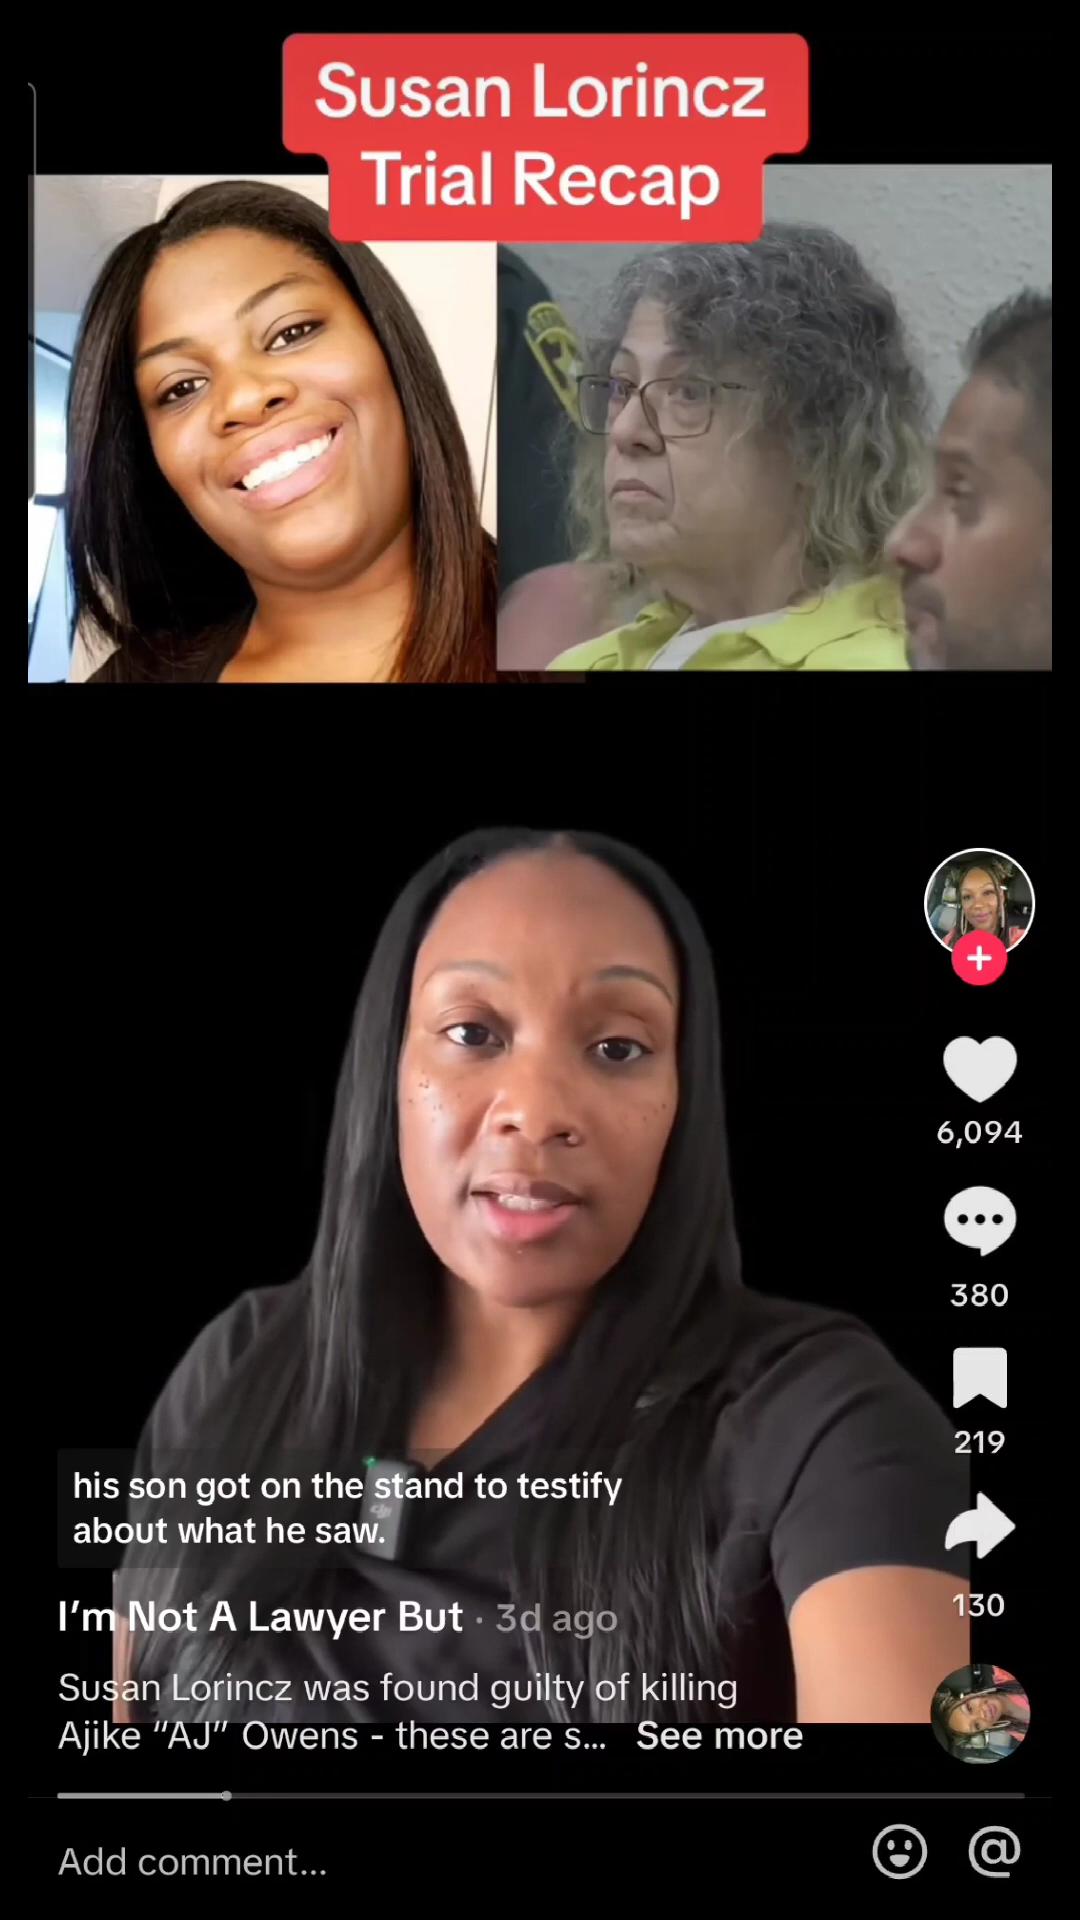 Susan Lorincz
Trial Recap
6,094
380
219
his son got on the stand to testify
about what he saw.
dji
130
I'm Not A Lawyer But · 3d ago
Susan Lorincz was found guilty of killing
Ajike “AJ” Owens - these are s... See more
Add comment...